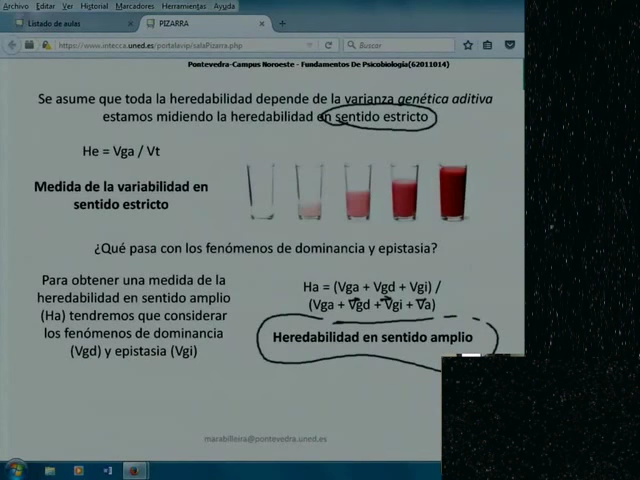 Archivo Editar Ver Historial Marcadores Herramientas Ayuda
Listado de aulas
PIZARRA
https://www.intecca.uned.es/portalavip/salaPizarra.php
Buscar
Pontevedra-Campus Noroeste - Fundamentos De Psicobiología(62011014)
Se asume que toda la heredabilidad depende de la varianza genética aditiva
estamos midiendo la heredabilidad en sentido estricto
He = Vga / Vt
Medida de la variabilidad en
sentido estricto
¿Qué pasa con los fenómenos de dominancia y epistasia?
Para obtener una medida de la
heredabilidad en sentido amplio
(Ha) tendremos que considerar
los fenómenos de dominancia
(Vgd) y epistasia (Vgi)
Ha = (Vga + Vgd + Vgi) /
(Vga + Vgd + Vgi + Va)
Heredabilidad en sentido amplio
marabilleira@pontevedra.uned.es